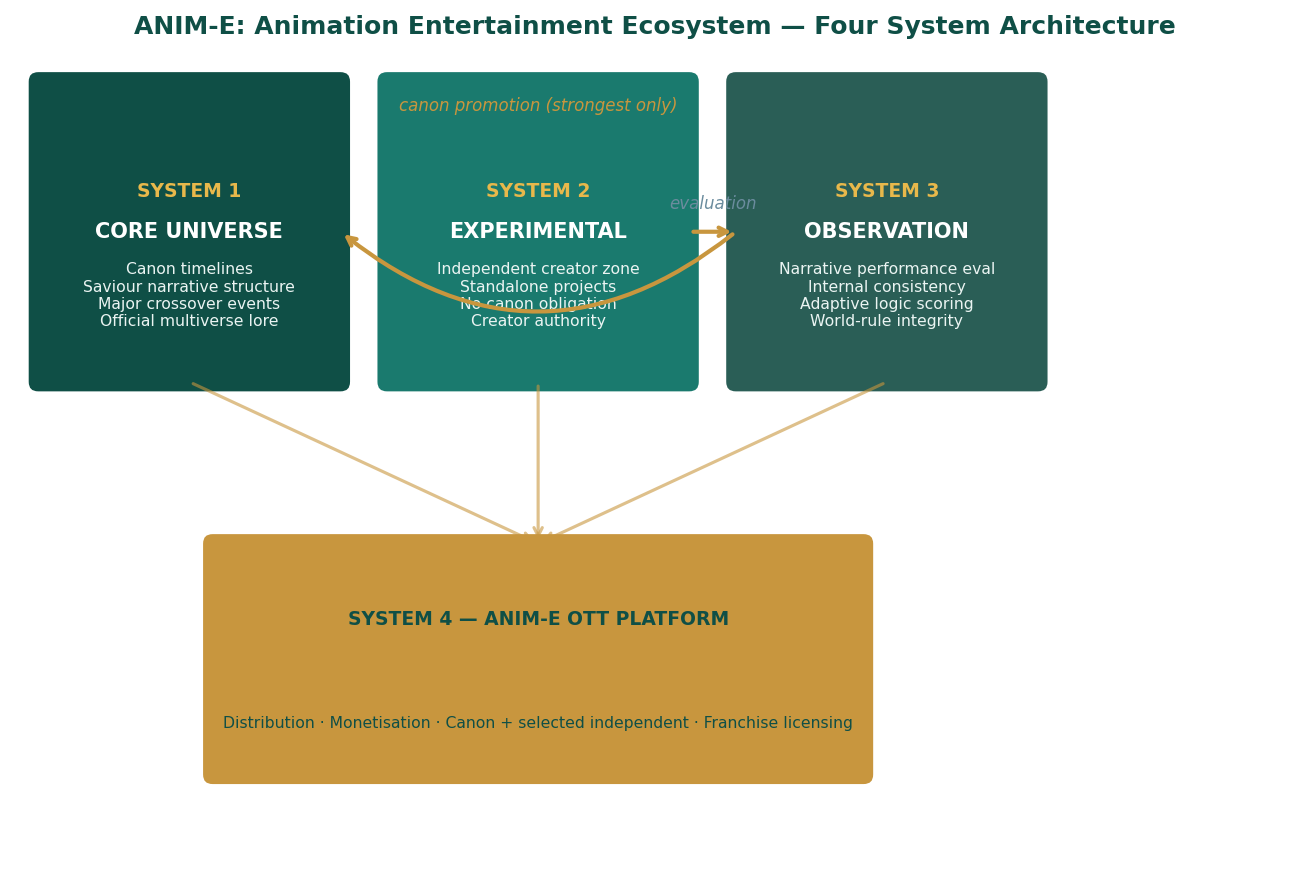 ANIM-E: Animation Entertainment Ecosystem — Four System Architecture
SYSTEM 1
CORE UNIVERSE
Canon timelines
Saviour narrative structure
Major crossover events
Official multiverse lore
canon promotion (strongest only)
SYSTEM 2
EXPERIMENTAL
Independent creator zone
Standalone projects
No canon obligation
Creator authority
evaluation
SYSTEM 3
OBSERVATION
Narrative performance eval
Internal consistency
Adaptive logic scoring
World-rule integrity
SYSTEM 4 — ANIM-E OTT PLATFORM
Distribution · Monetisation · Canon + selected independent · Franchise licensing